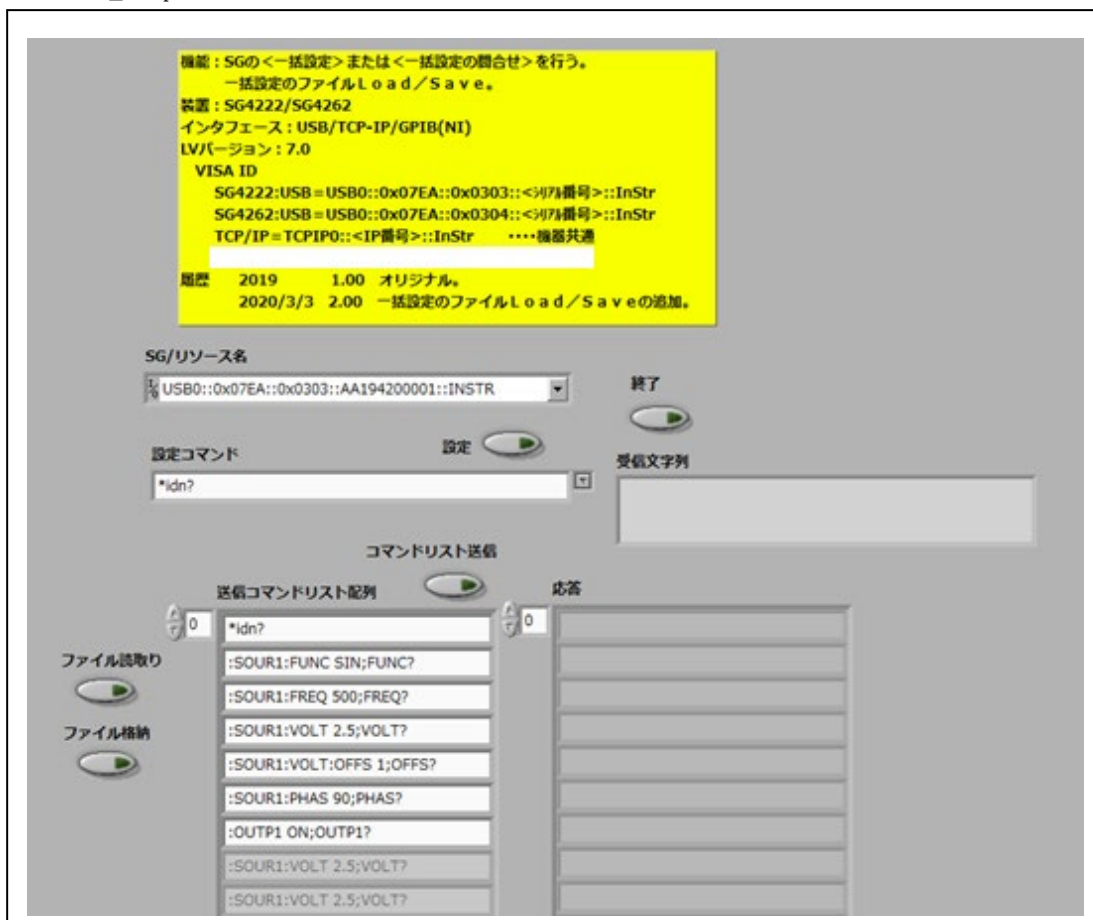 機能：SGの<一括設定>または<一括設定の問合せ>を行う。
一括設定のファイルＬｏａｄ／Ｓａｖｅ。
装置：SG4222/SG4262
インタフェース：USB/TCP-IP/GPIB(NI)
LVバージョン：7.0
VISA ID
SG4222:USB=USB0::0x07EA::0x0303::<ｼﾘｱﾙ番号>::InStr
SG4262:USB=USB0::0x07EA::0x0304::<ｼﾘｱﾙ番号>::InStr
TCP/IP=TCPIP0::<IP番号>::InStr ････機器共通
履歴 2019 1.00 オリジナル。
2020/3/3 2.00 一括設定のファイルＬｏａｄ／Ｓａｖｅの追加。
SG/リソース名
USB0::0x07EA::0x0303::AA194200001::INSTR
終了
設定コマンド
設定
*idn?
受信文字列
コマンドリスト送信
送信コマンドリスト配列
応答
0
*idn?
0
ファイル読取り
:SOUR1:FUNC SIN;FUNC?
:SOUR1:FREQ 500;FREQ?
ファイル格納
:SOUR1:VOLT 2.5;VOLT?
:SOUR1:VOLT:OFFS 1;OFFS?
:SOUR1:PHAS 90;PHAS?
:OUTP1 ON;OUTP1?
:SOUR1:VOLT 2.5;VOLT?
:SOUR1:VOLT 2.5;VOLT?